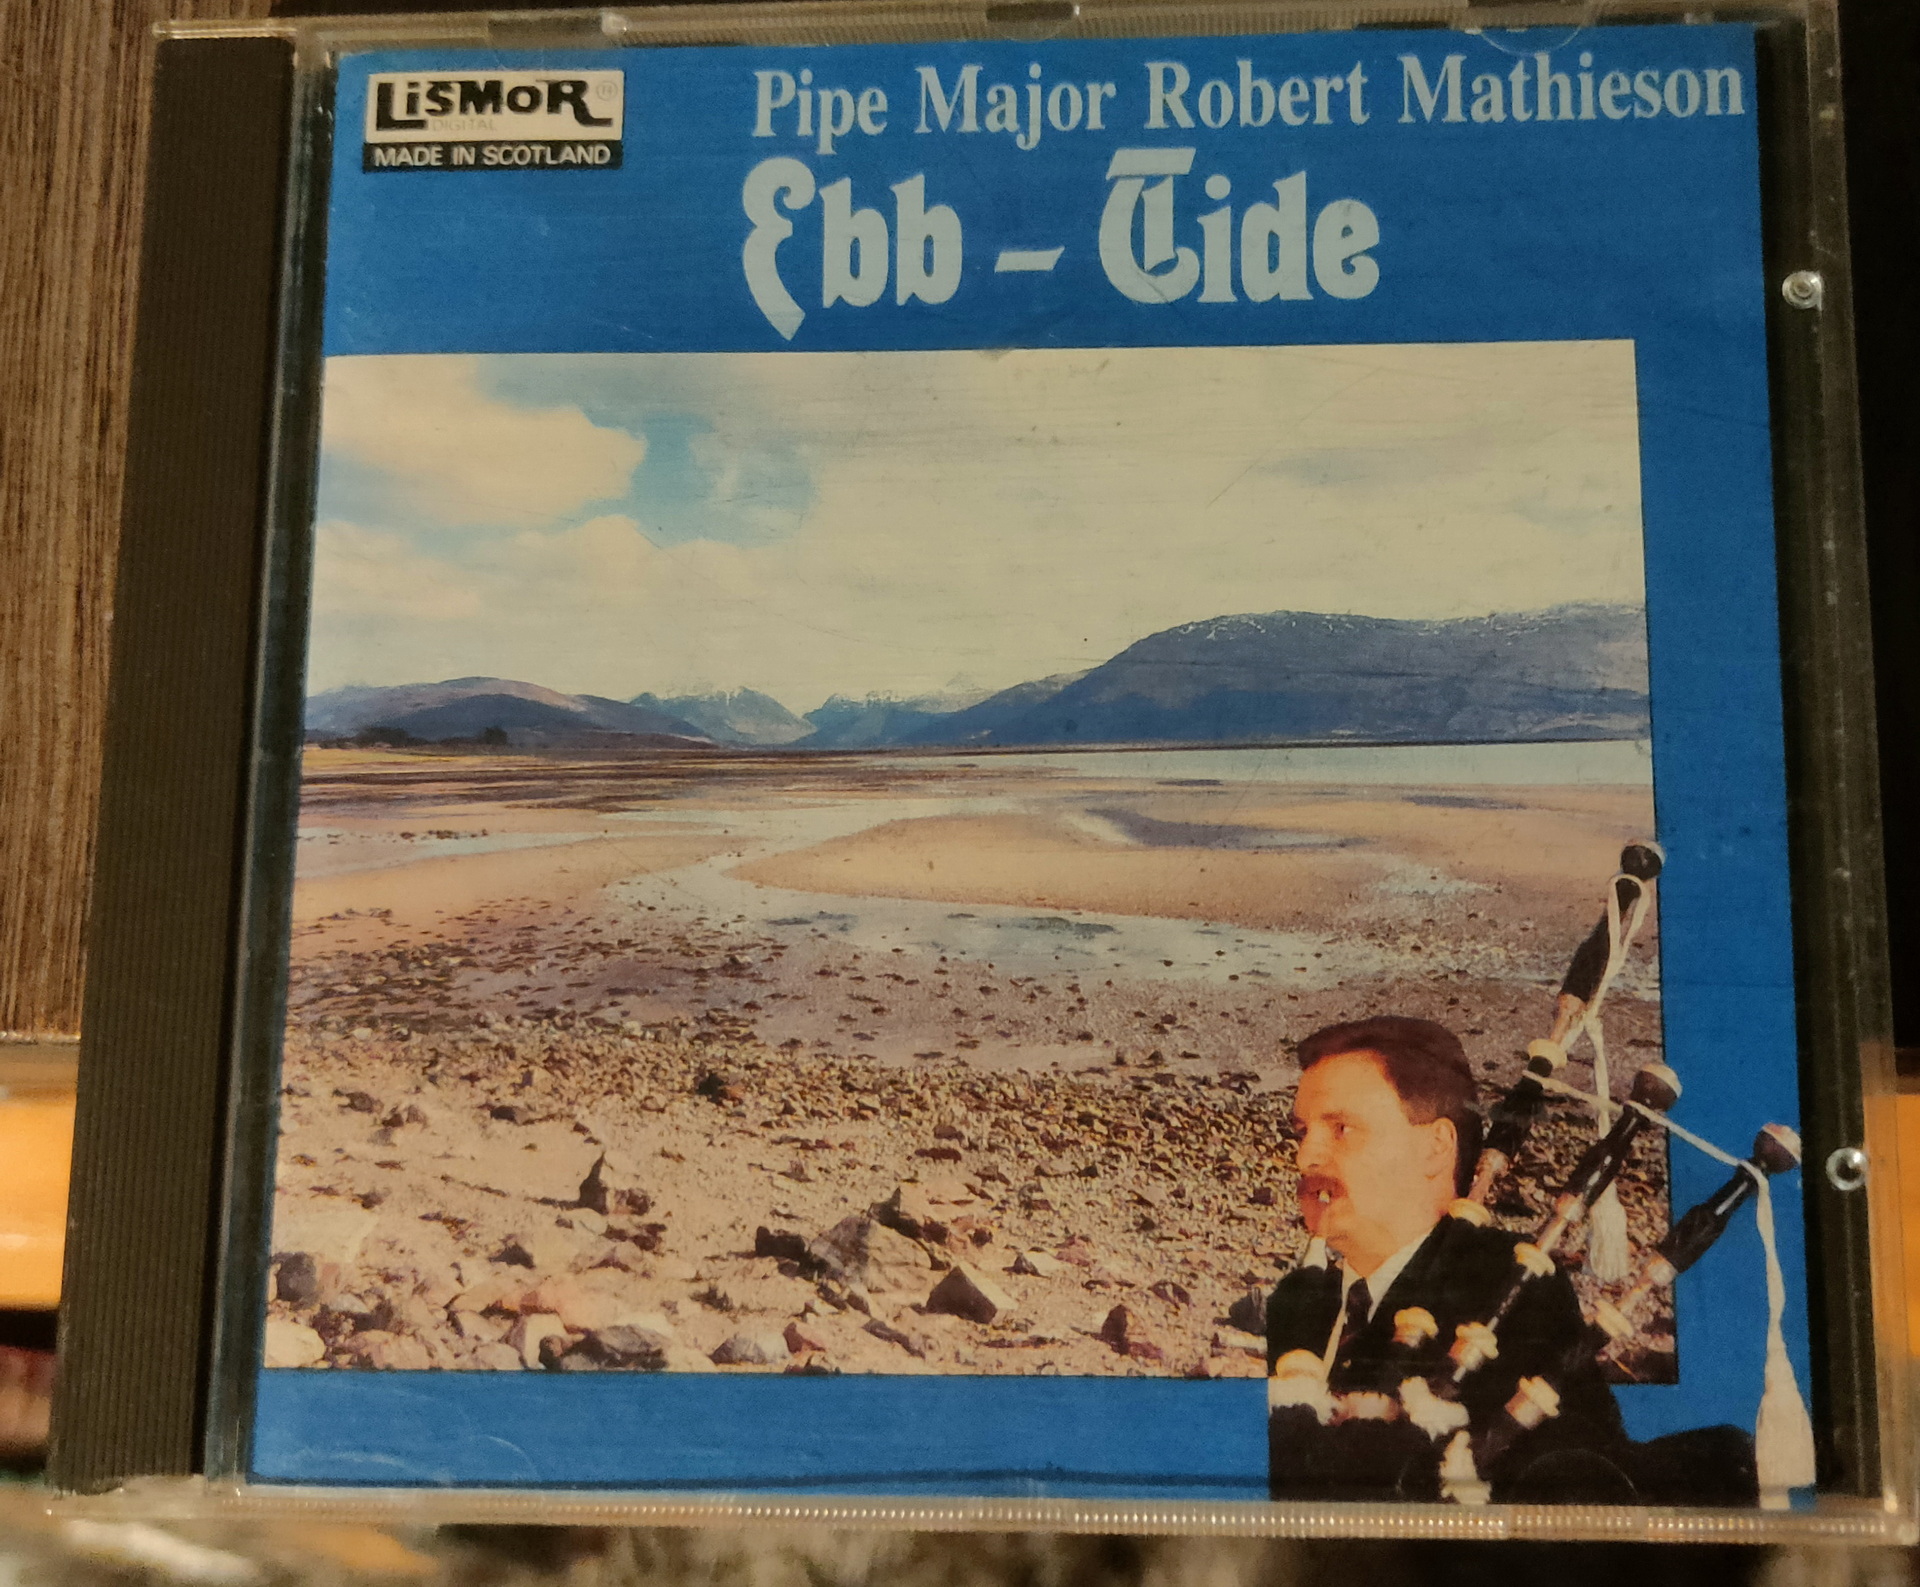 LiSMoR ®
DIGITAL
MADE IN SCOTLAND
Pipe Major Robert Mathieson
Ebb - Tide